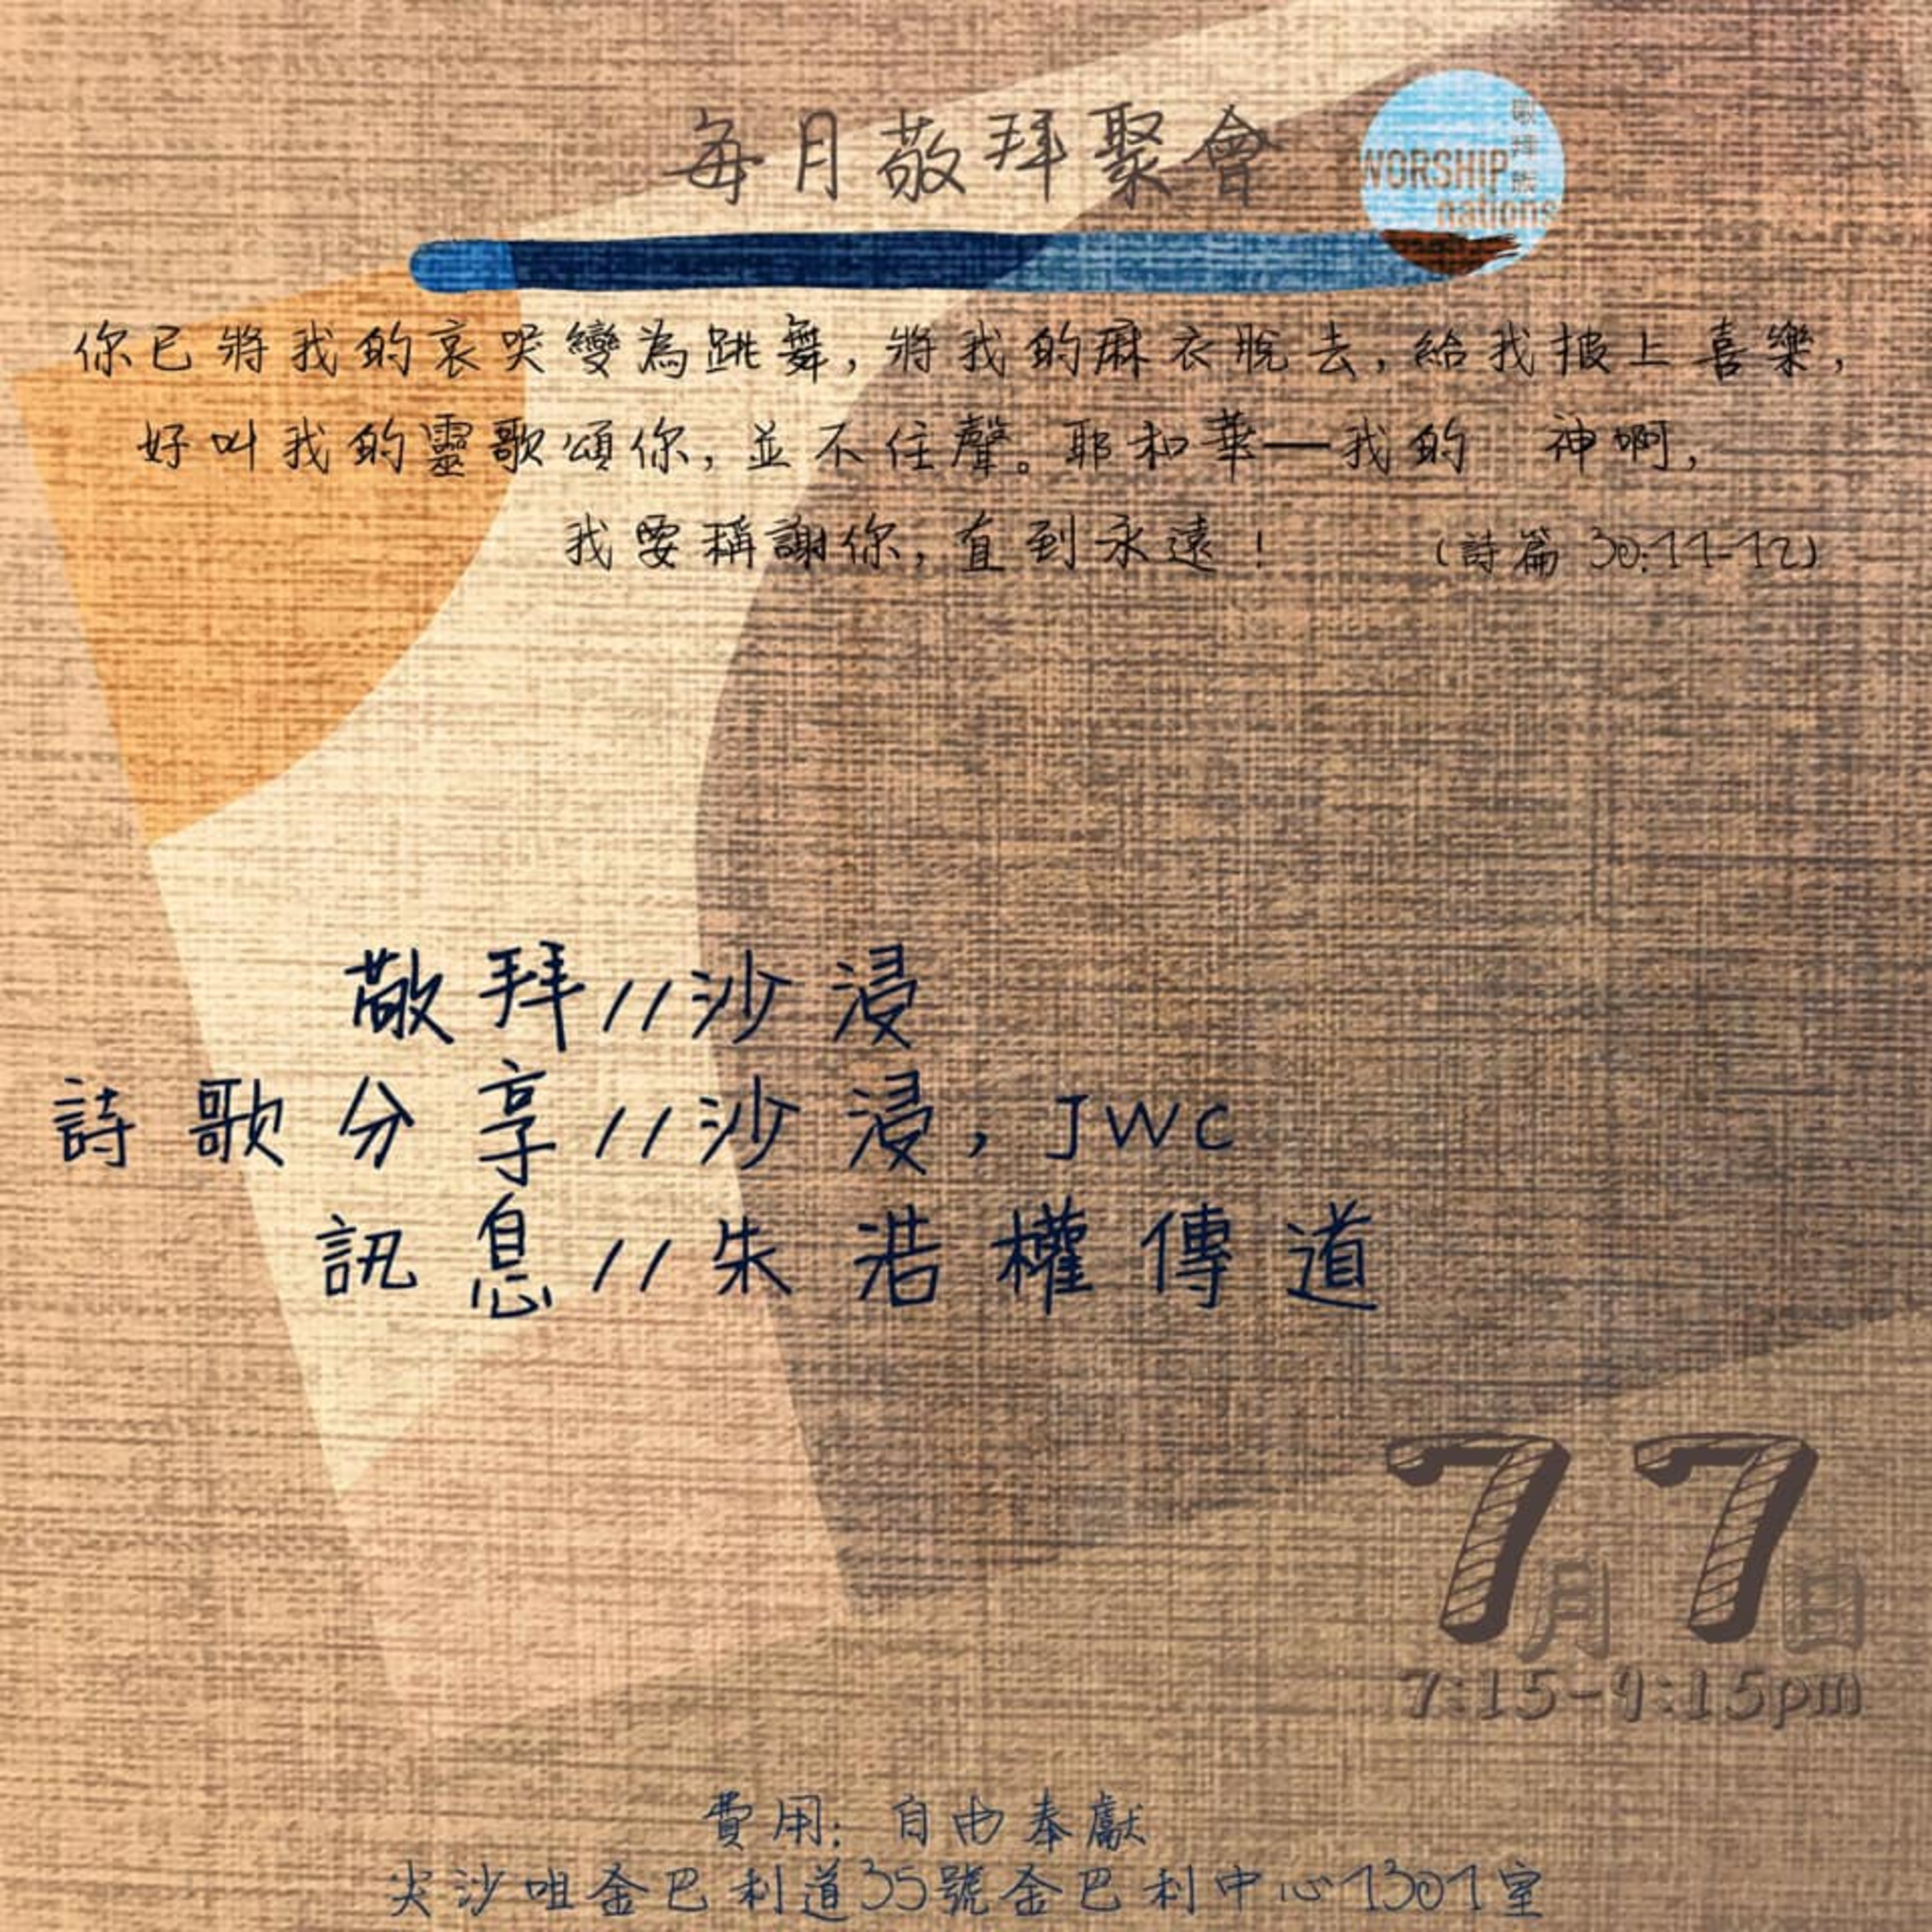 每月敬拜聚會
WORSHIP
nations
你已將我的哀哭變為跳舞，將我的麻衣脫去，給我披上喜樂，
好叫我的靈歌頌你，並不住聲。耶和華—我的　神啊，
我要稱謝你，直到永遠！ （詩篇 30:11-12）
敬拜//沙浸
詩歌分享//沙浸，JWC
訊息//朱浩權傳道
7月7日
7:15-9:15pm
費用：自由奉獻
尖沙咀金巴利道35號金巴利中心1301室